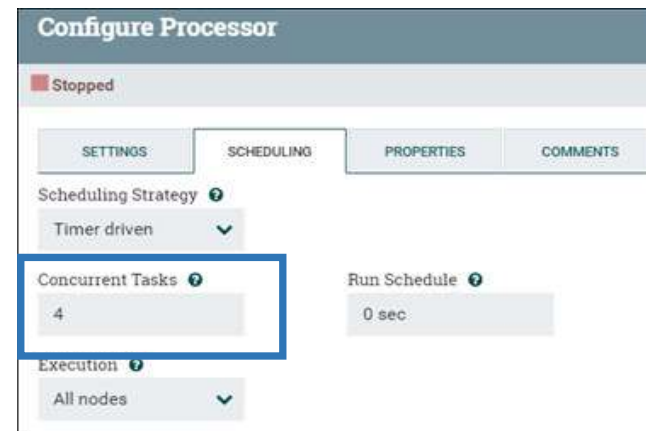 Configure Processor
Stopped
SETTINGS SCHEDULING PROPERTIES COMMENTS
Scheduling Strategy ?
Timer driven
Concurrent Tasks ? Run Schedule ?
4 0 sec
Execution ?
All nodes